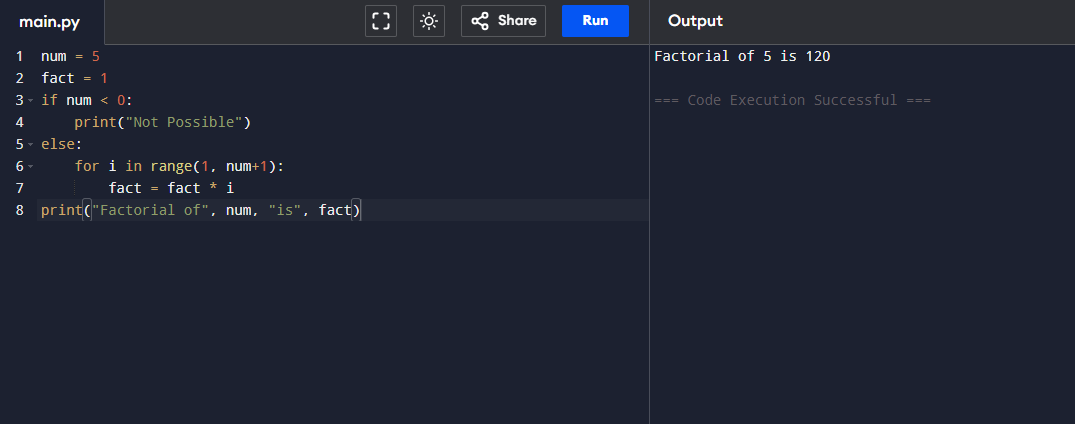 main.py Share Run Output
1 num = 5
2 fact = 1
3 if num < 0:
4     print("Not Possible")
5 else:
6     for i in range(1, num+1):
7         fact = fact * i
8 print("Factorial of", num, "is", fact)
Factorial of 5 is 120
=== Code Execution Successful ===